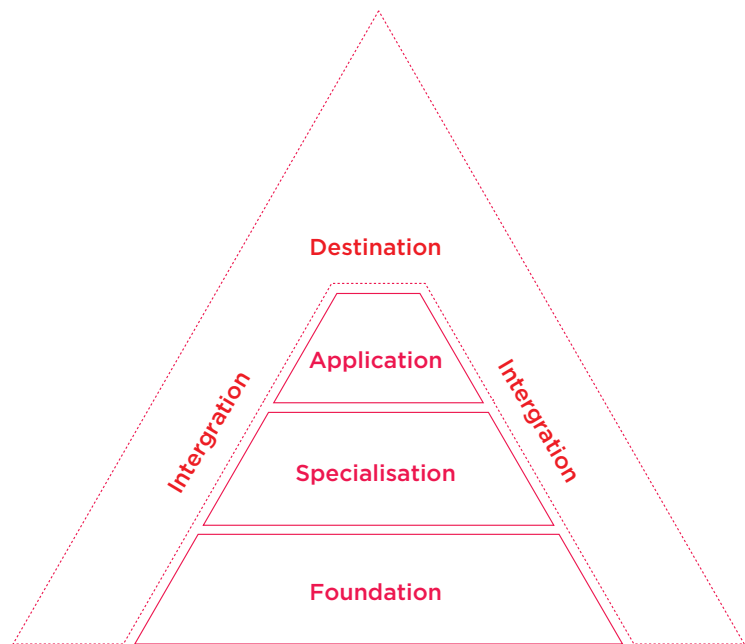 Destination
Application
Intergration
Intergration
Specialisation
Foundation